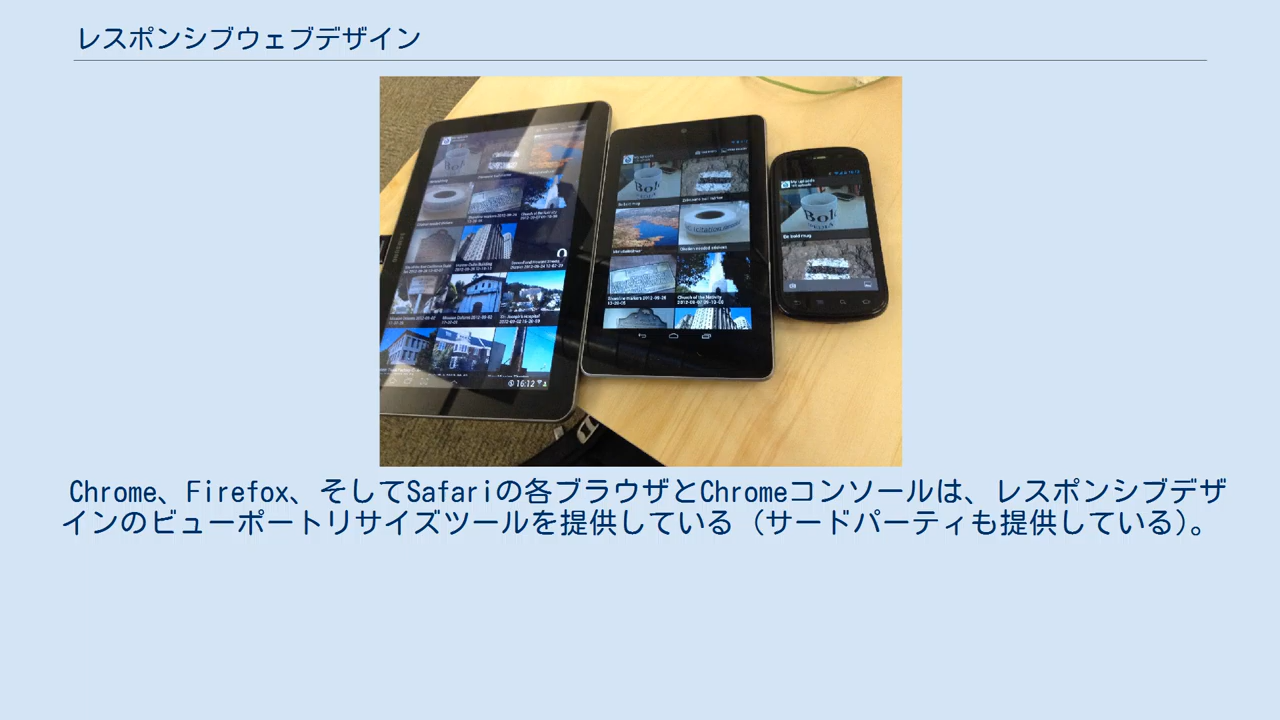 レスポンシブウェブデザイン
16:12
Bol
Chrome、Firefox、そしてSafariの各ブラウザとChromeコンソールは、レスポンシブデザ
インのビューポートリサイズツールを提供している（サードパーティも提供している）。